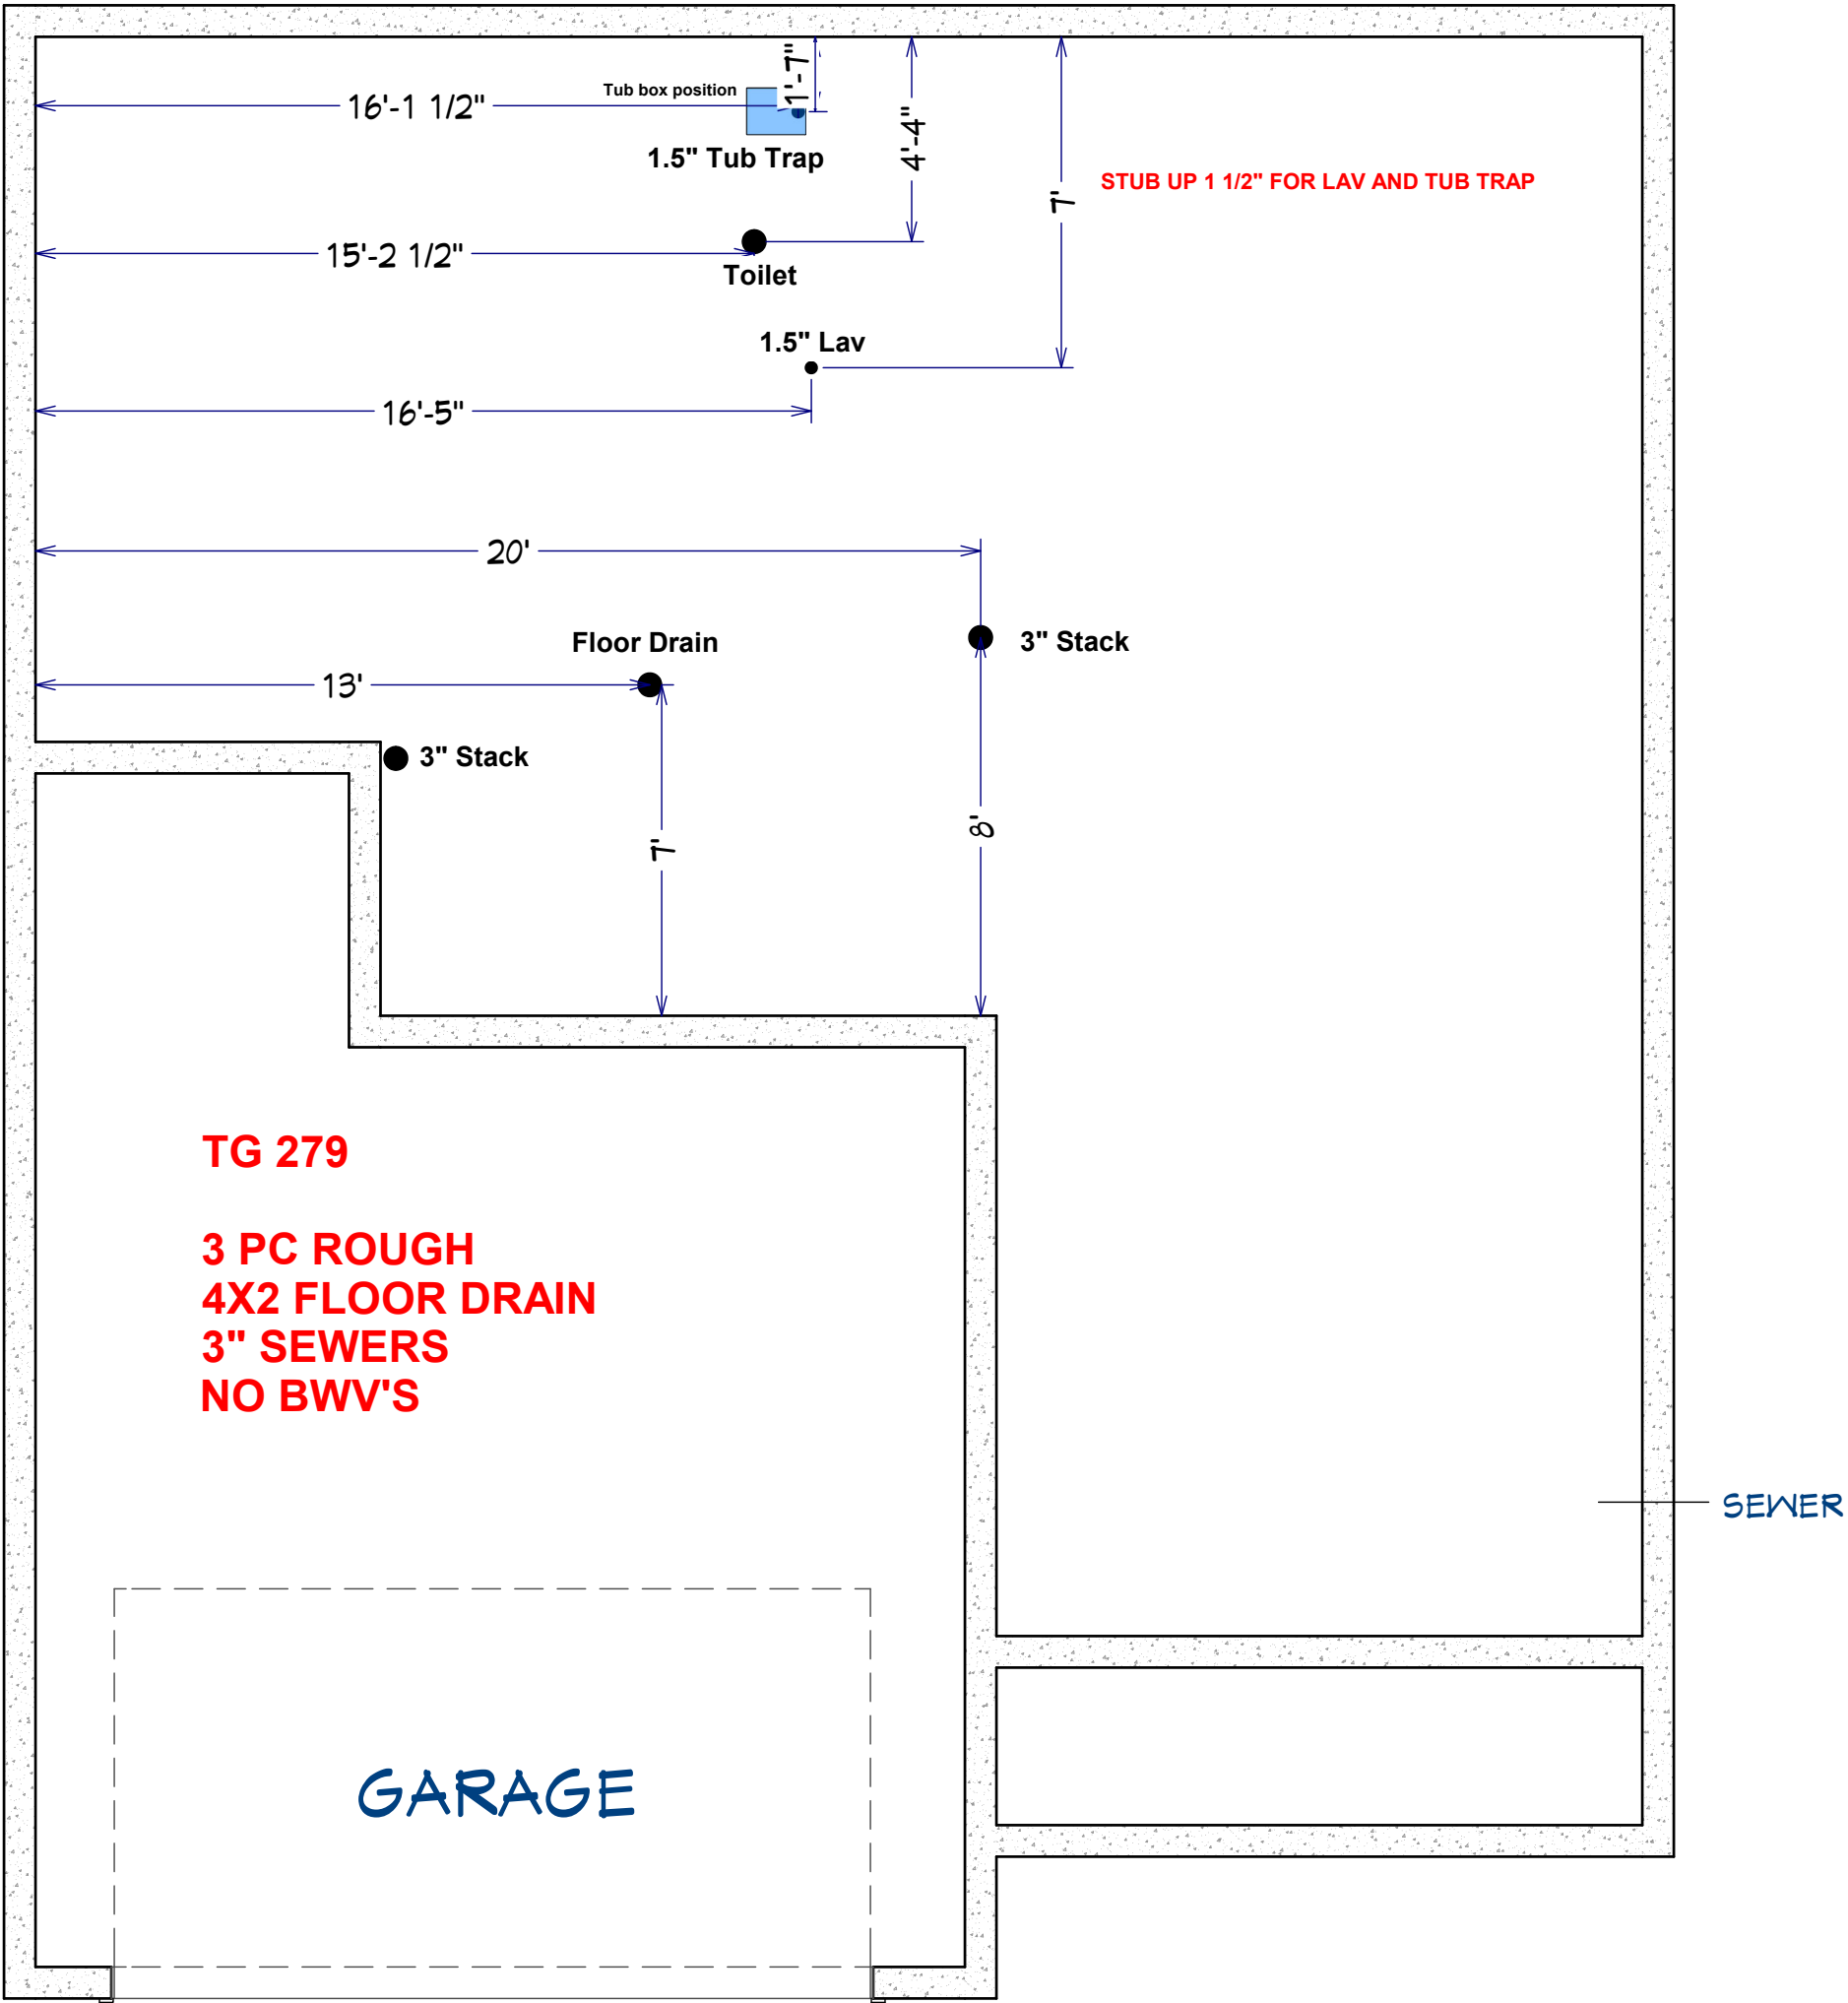 1'-7"
Tub box position
16'-1 1/2"
4'-4"
1.5" Tub Trap
7'
STUB UP 1 1/2" FOR LAV AND TUB TRAP
15'-2 1/2"
Toilet
1.5" Lav
16'-5"
20'
Floor Drain
3" Stack
13'
3" Stack
7'
8'
TG 279
3 PC ROUGH
4X2 FLOOR DRAIN
3" SEWERS
NO BWV'S
SEWER
GARAGE